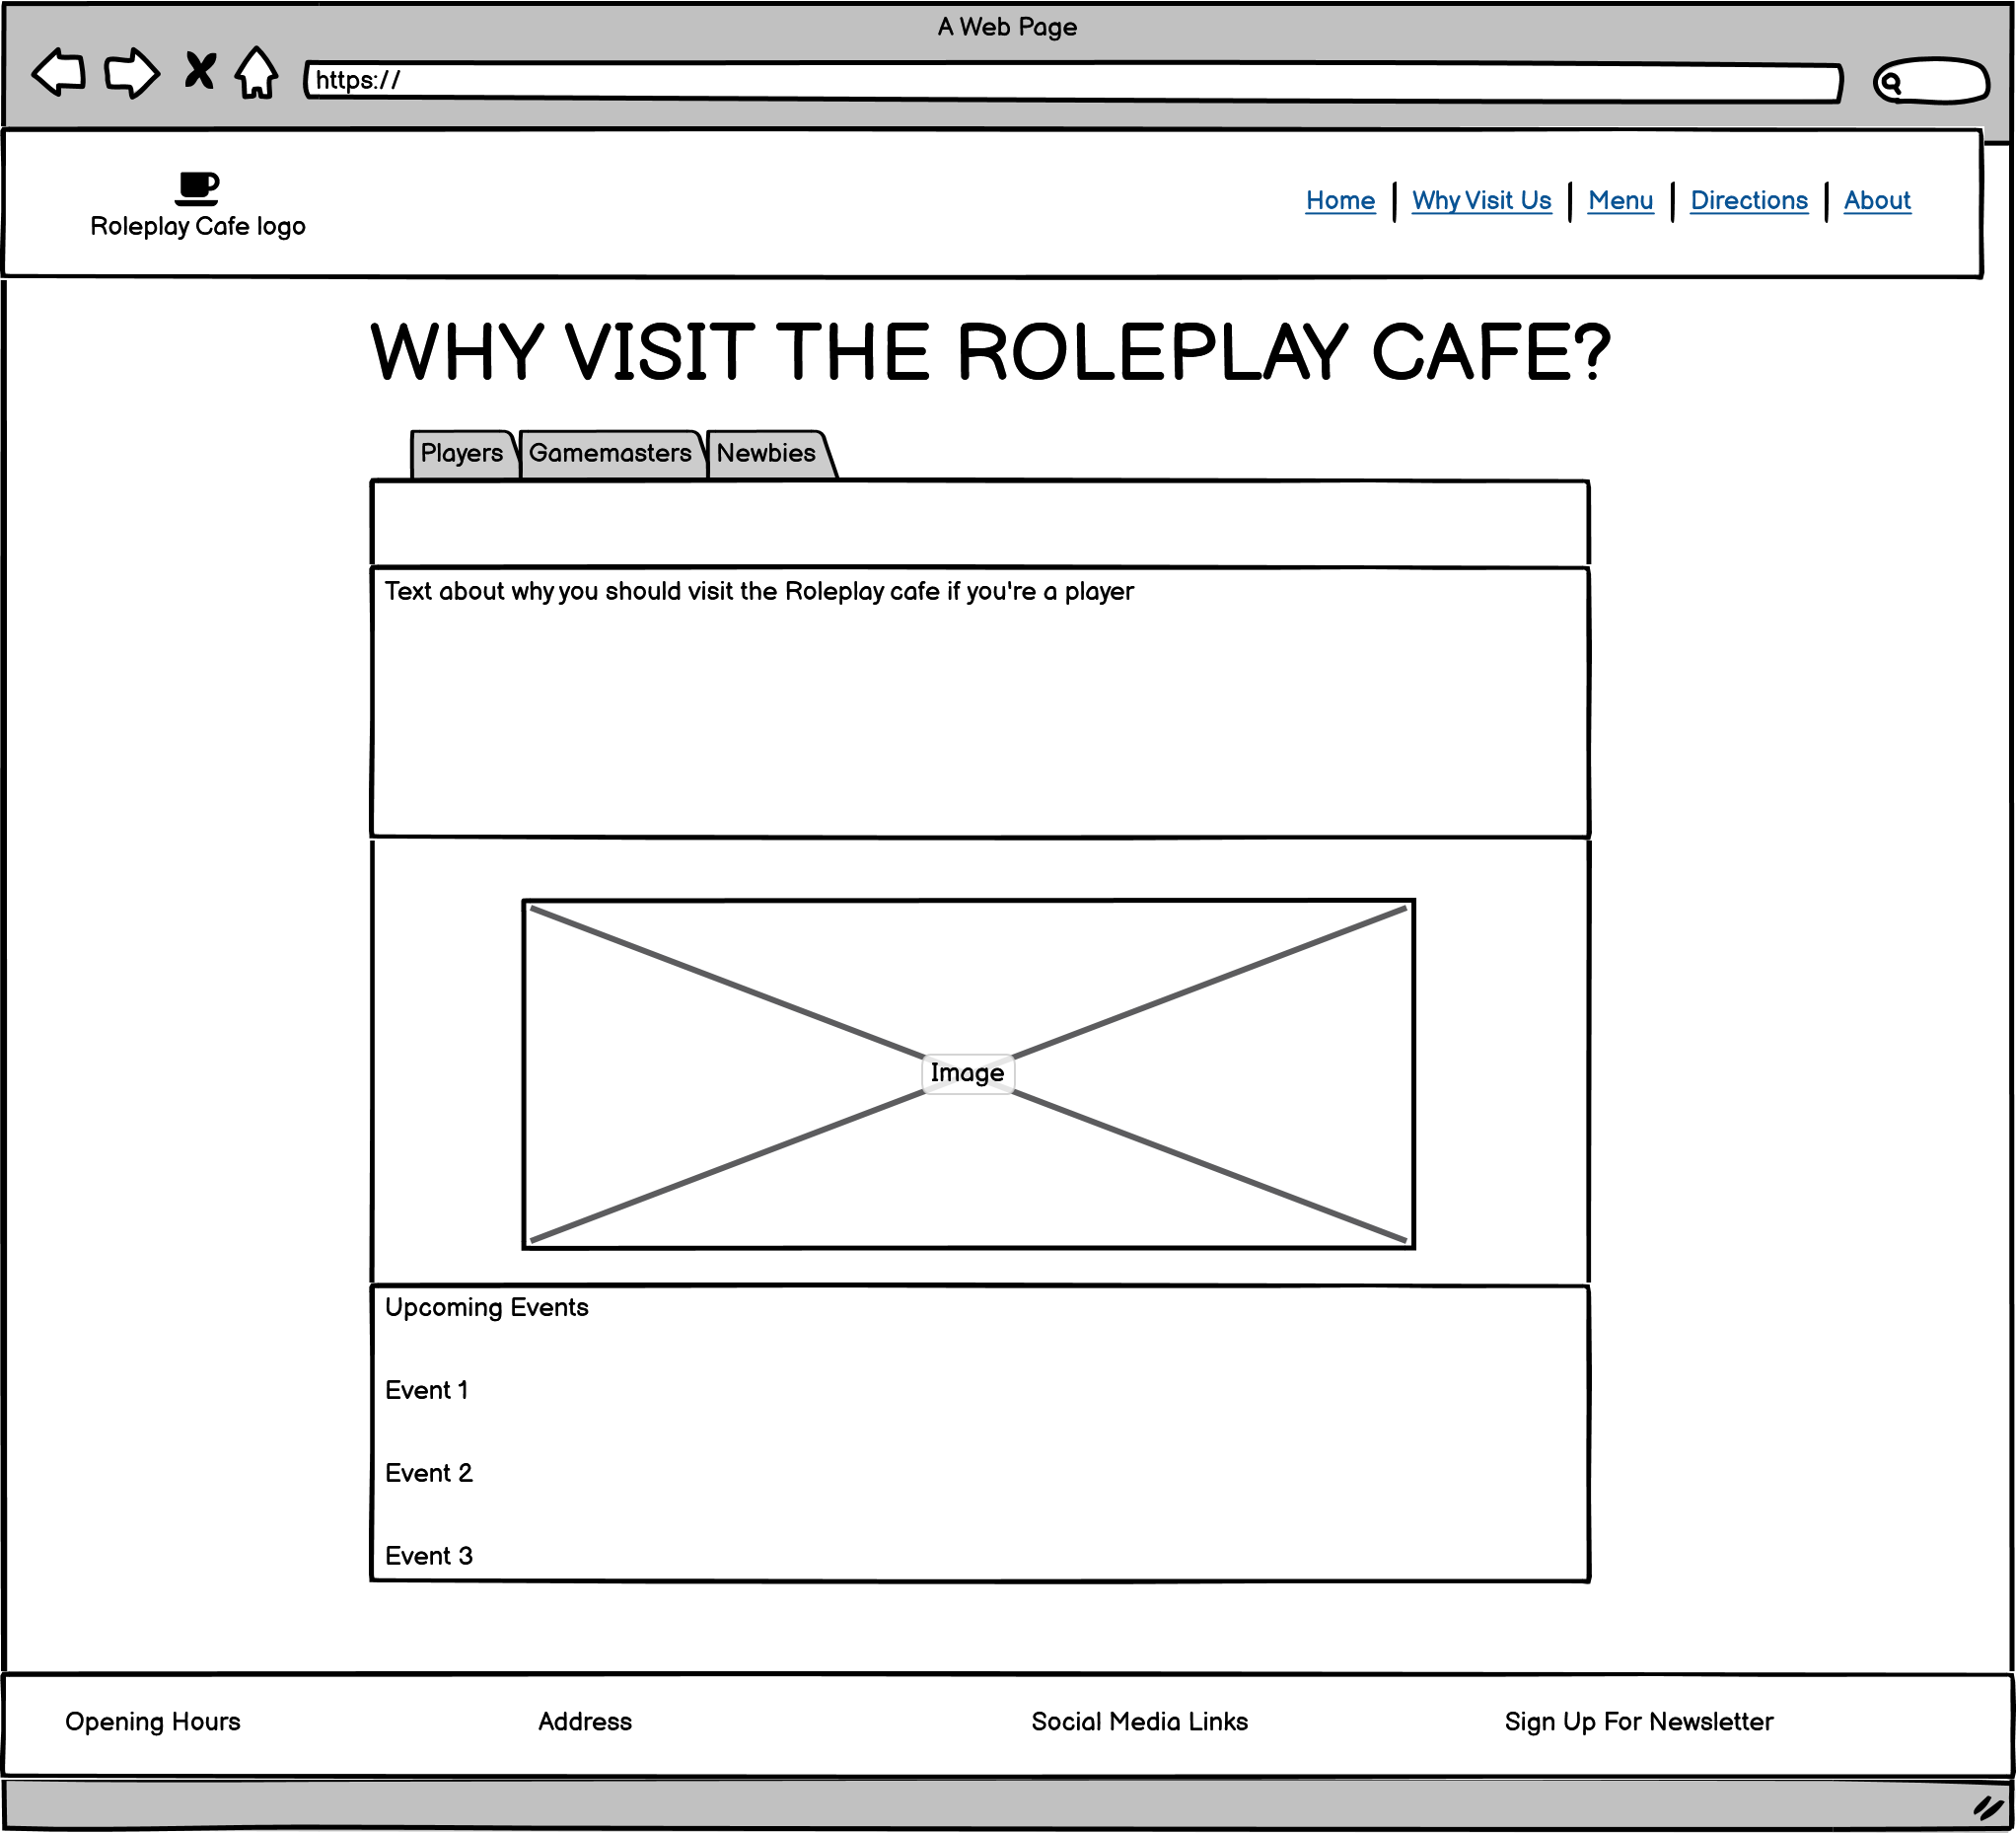 A Web Page
https://
Roleplay Cafe logo
Home | Why Visit Us | Menu | Directions | About
WHY VISIT THE ROLEPLAY CAFE?
Players Gamemasters Newbies
Text about why you should visit the Roleplay cafe if you're a player
Image
Upcoming Events
Event 1
Event 2
Event 3
Opening Hours Address Social Media Links Sign Up For Newsletter